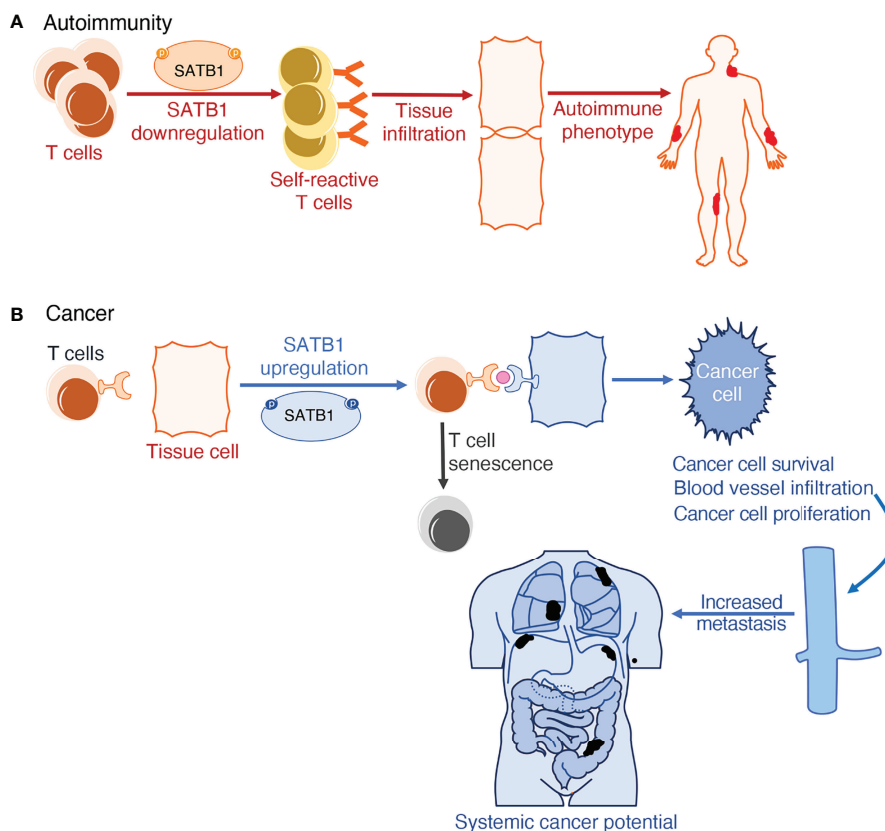 A Autoimmunity
P P
SATB1
T cells
SATB1
downregulation
Self-reactive
T cells
Tissue
infiltration
Autoimmune
phenotype
B Cancer
T cells
Tissue cell
SATB1
upregulation
P P
SATB1
T cell
senescence
Cancer
cell
Cancer cell survival
Blood vessel infiltration
Cancer cell proliferation
Increased
metastasis
Systemic cancer potential